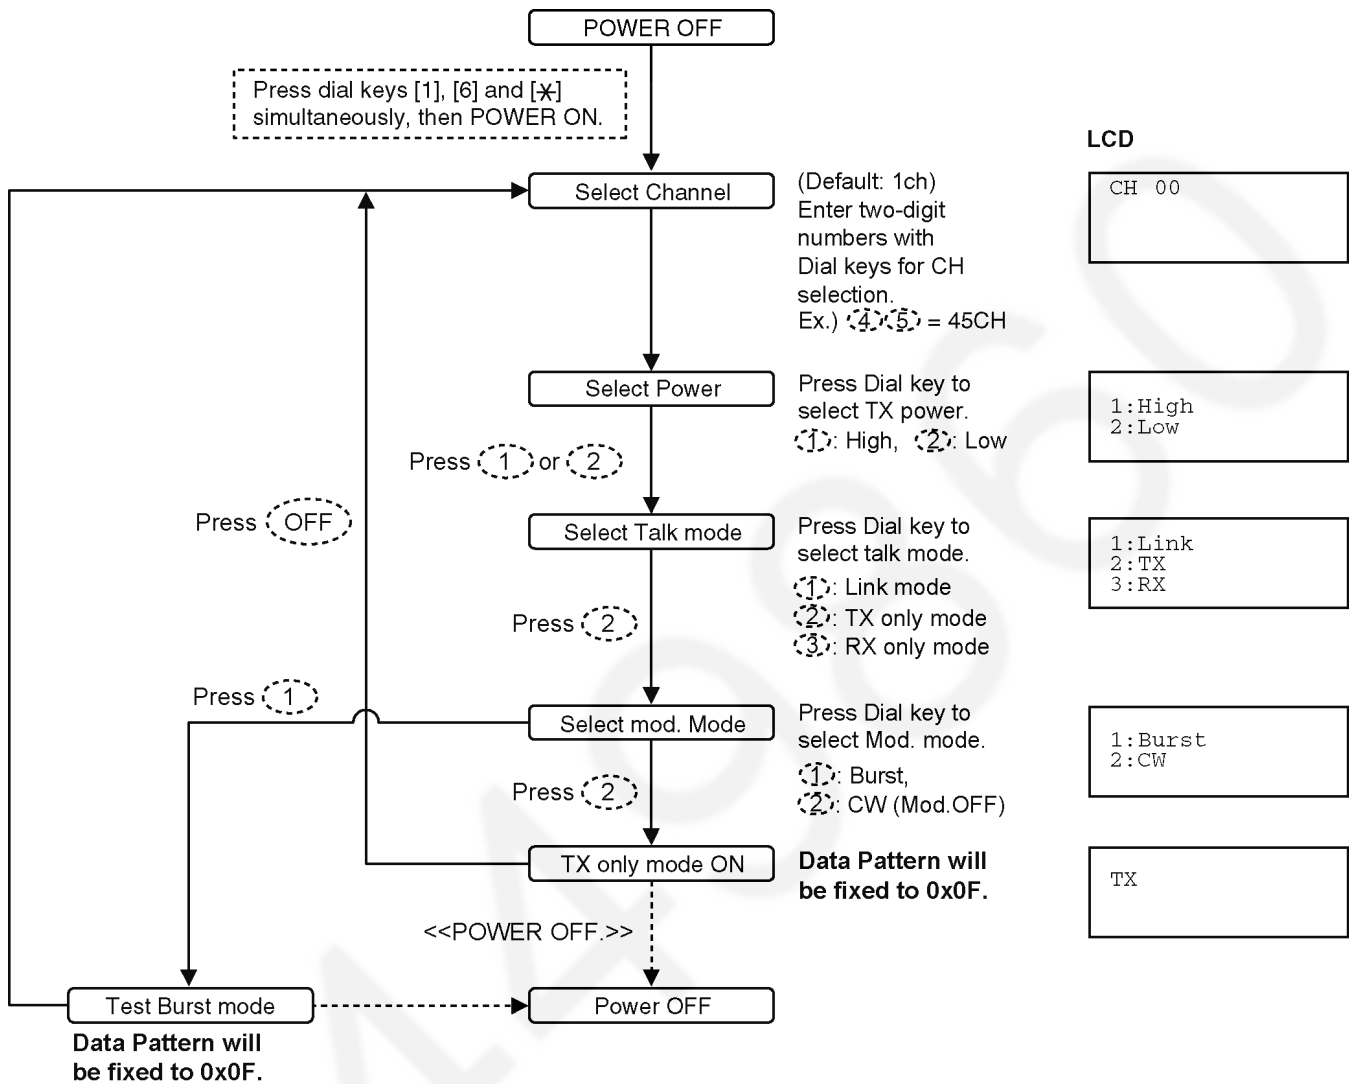 POWER OFF
Press dial keys [1], [6] and [*]
simultaneously, then POWER ON.
LCD
Select Channel
(Default: 1ch)
Enter two-digit
numbers with
Dial keys for CH
selection.
Ex.) 4 5 = 45CH
CH 00
Select Power
Press Dial key to
select TX power.
1: High, 2: Low
1:High
2:Low
Press 1 or 2
Press OFF
Select Talk mode
Press Dial key to
select talk mode.
1: Link mode
2: TX only mode
3: RX only mode
1:Link
2:TX
3:RX
Press 2
Press 1
Select mod. Mode
Press Dial key to
select Mod. mode.
1: Burst,
2: CW (Mod.OFF)
1:Burst
2:CW
Press 2
TX only mode ON
Data Pattern will
be fixed to 0x0F.
TX
<<POWER OFF.>>
Test Burst mode
Power OFF
Data Pattern will
be fixed to 0x0F.